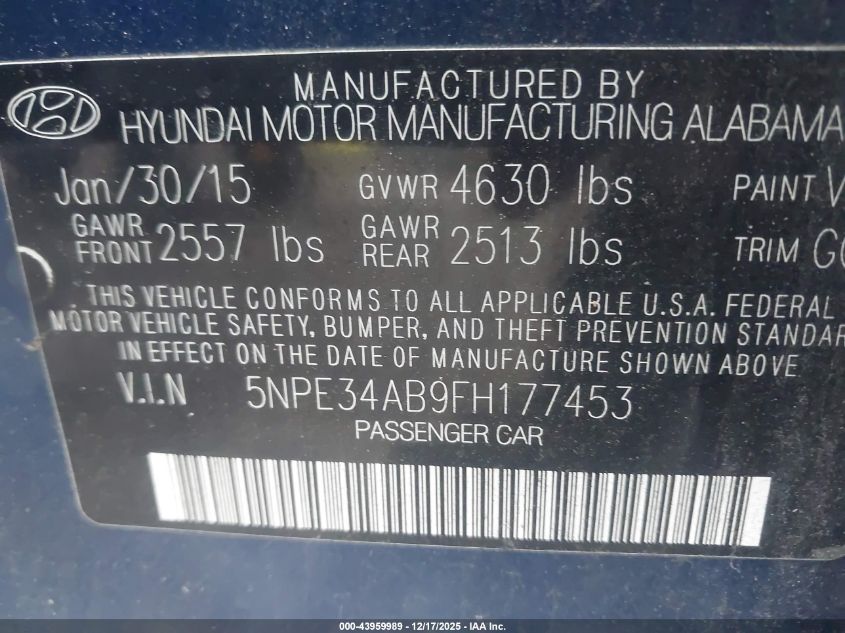 MANUFACTURED BY
HYUNDAI MOTOR MANUFACTURING ALABAMA
Jan/30/15 GVWR 4630 lbs PAINT
GAWR FRONT 2557 lbs GAWR REAR 2513 lbs TRIM
THIS VEHICLE CONFORMS TO ALL APPLICABLE U.S.A. FEDERAL
MOTOR VEHICLE SAFETY, BUMPER, AND THEFT PREVENTION STANDAR
IN EFFECT ON THE DATE OF MANUFACTURE SHOWN ABOVE
V.I.N 5NPE34AB9FH177453
PASSENGER CAR
000-43959989 - 12/17/2025 - IAA Inc.